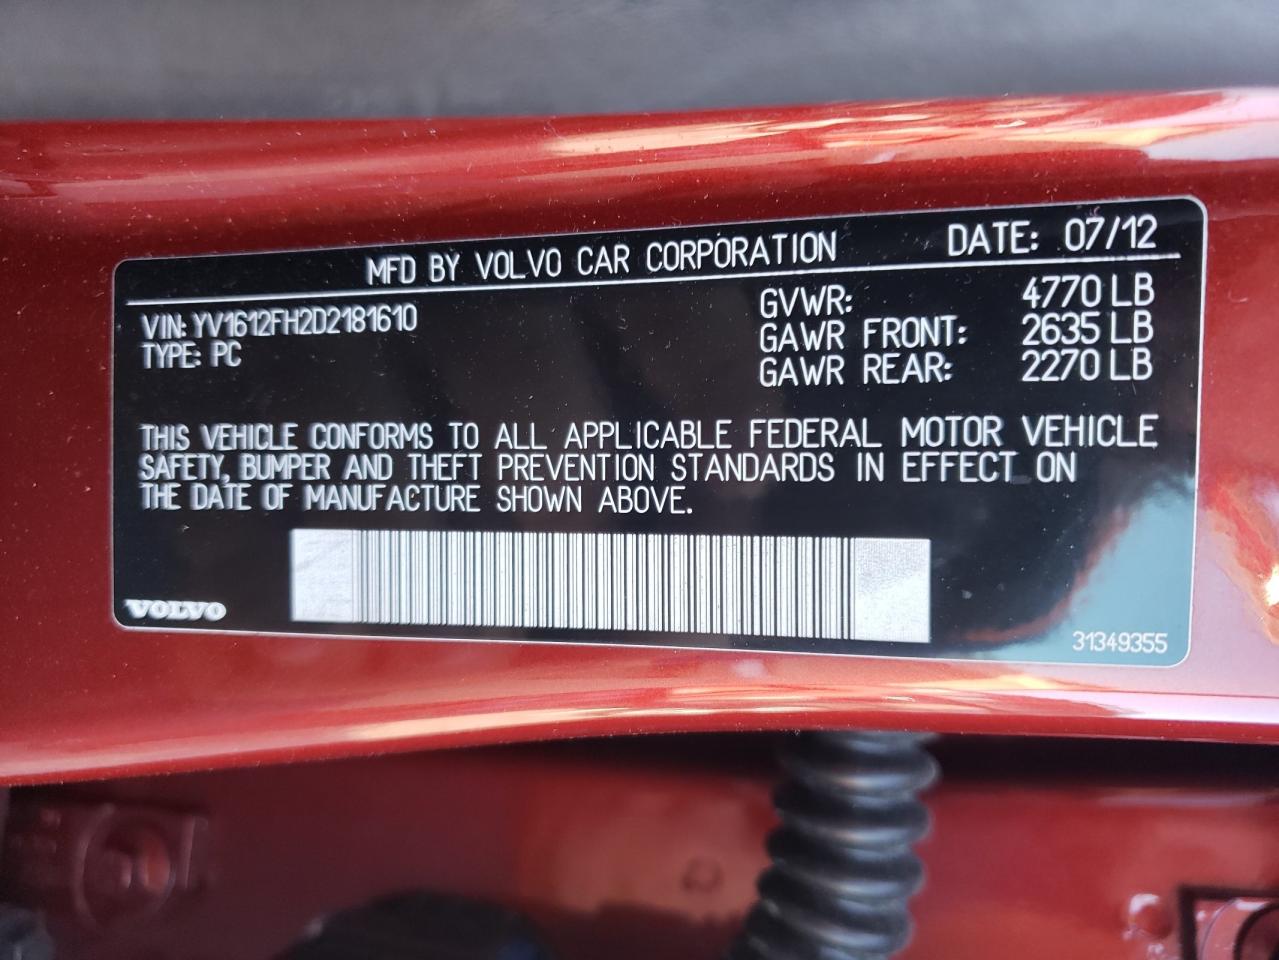 MFD BY VOLVO CAR CORPORATION DATE: 07/12
VIN: YV1612FH2D2181610
TYPE: PC
GVWR: 4770 LB
GAWR FRONT: 2635 LB
GAWR REAR: 2270 LB
THIS VEHICLE CONFORMS TO ALL APPLICABLE FEDERAL MOTOR VEHICLE
SAFETY, BUMPER AND THEFT PREVENTION STANDARDS IN EFFECT ON
THE DATE OF MANUFACTURE SHOWN ABOVE.
VOLVO
31349355